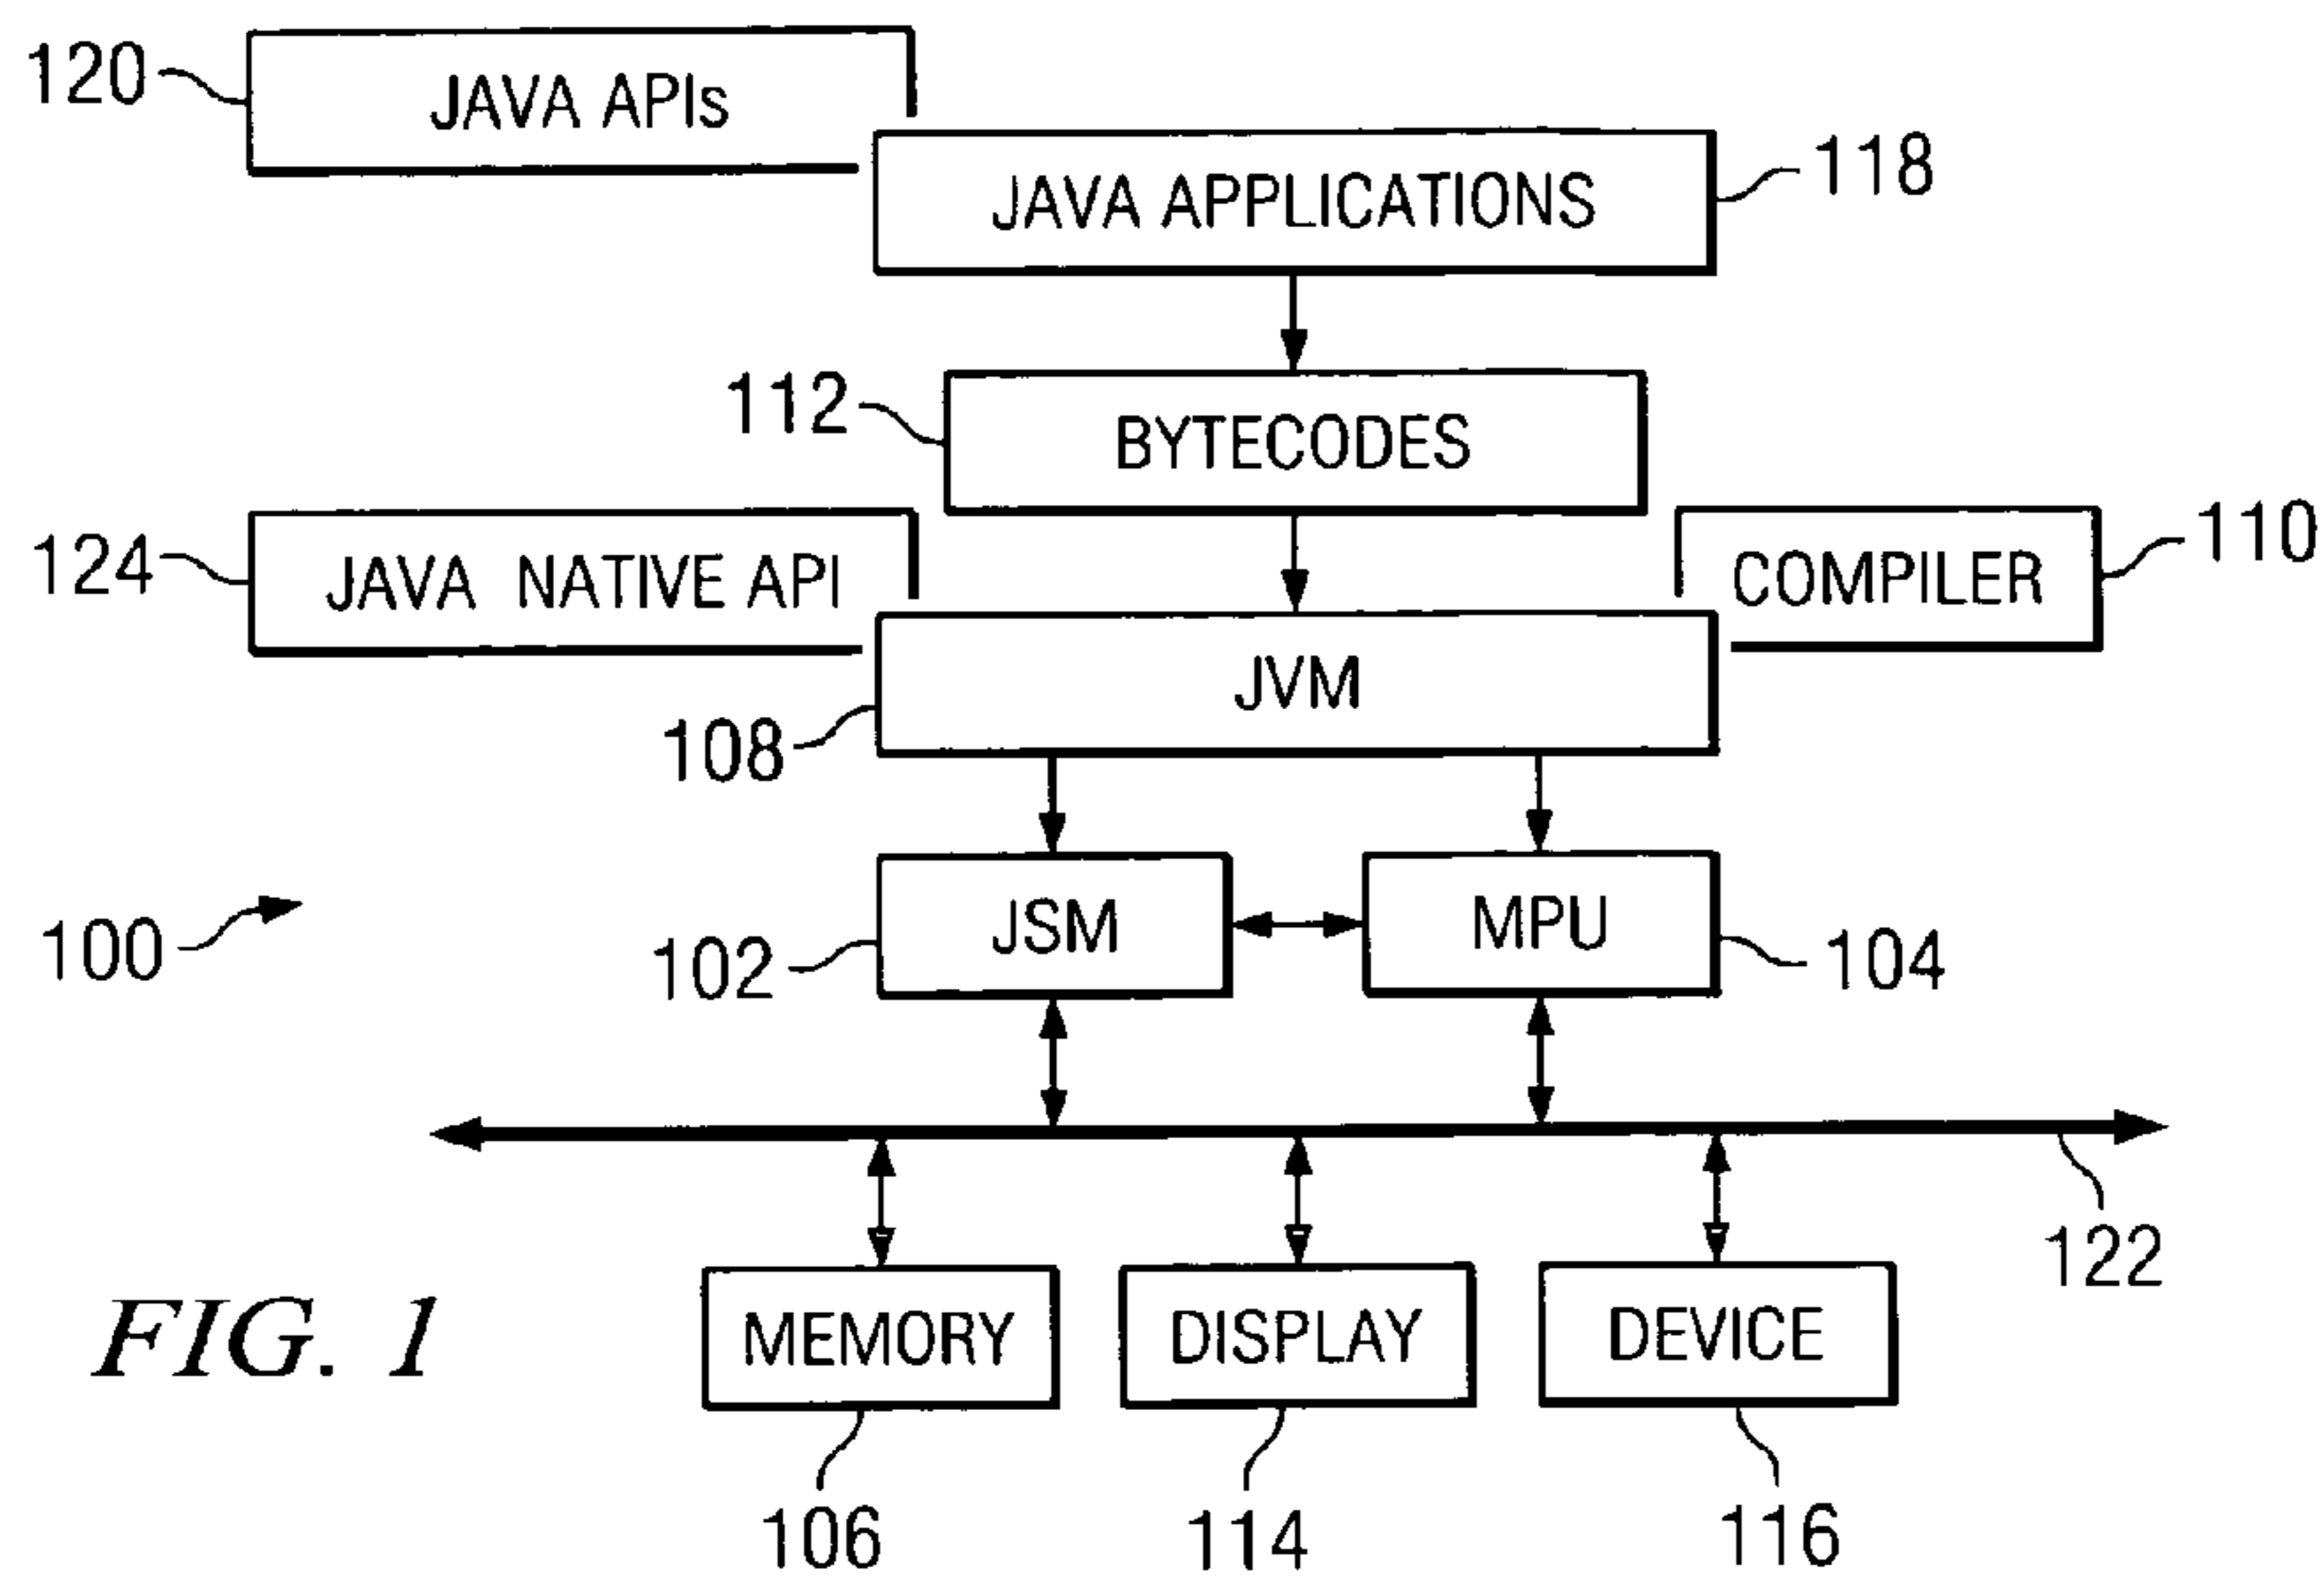 120
JAVA APIs
JAVA APPLICATIONS
118
112
BYTECODES
124
JAVA NATIVE API
COMPILER
110
JVM
108
JSM
MPU
100
102
104
122
FIG. 1
MEMORY
DISPLAY
DEVICE
106
114
116